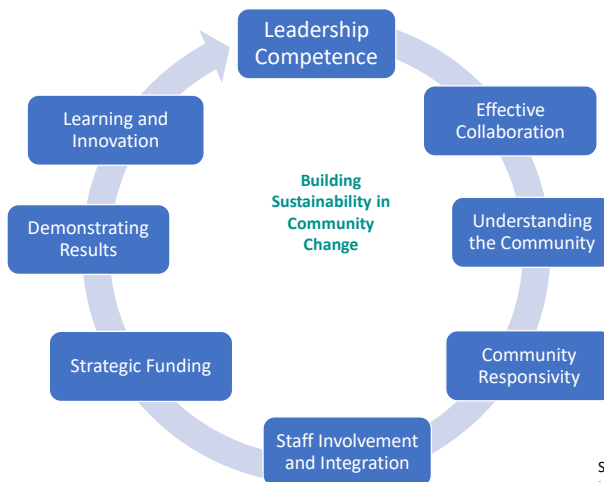 Leadership
Competence
Effective
Collaboration
Understanding
the Community
Community
Responsivity
Staff Involvement
and Integration
Strategic Funding
Demonstrating
Results
Learning and
Innovation
Building
Sustainability in
Community
Change
S